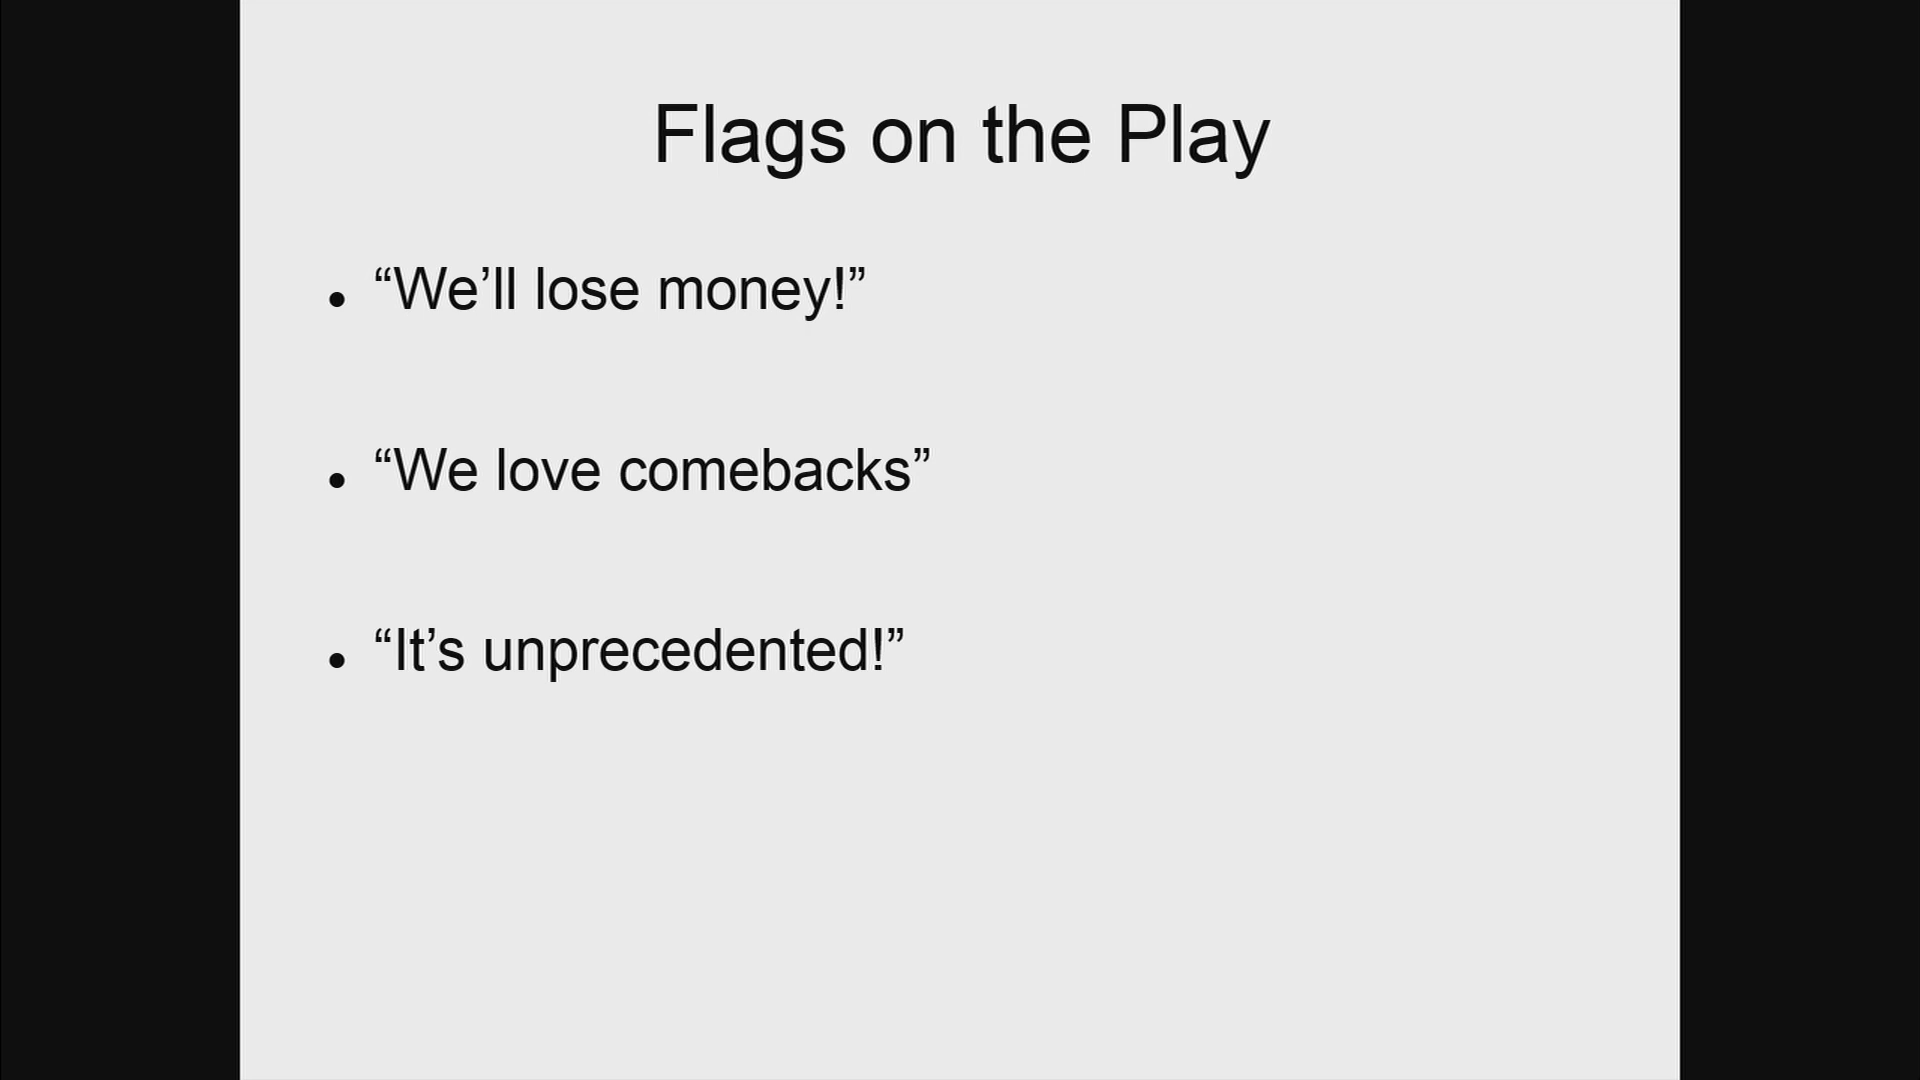 Flags on the Play
• “We’ll lose money!”
• “We love comebacks”
• “It’s unprecedented!”